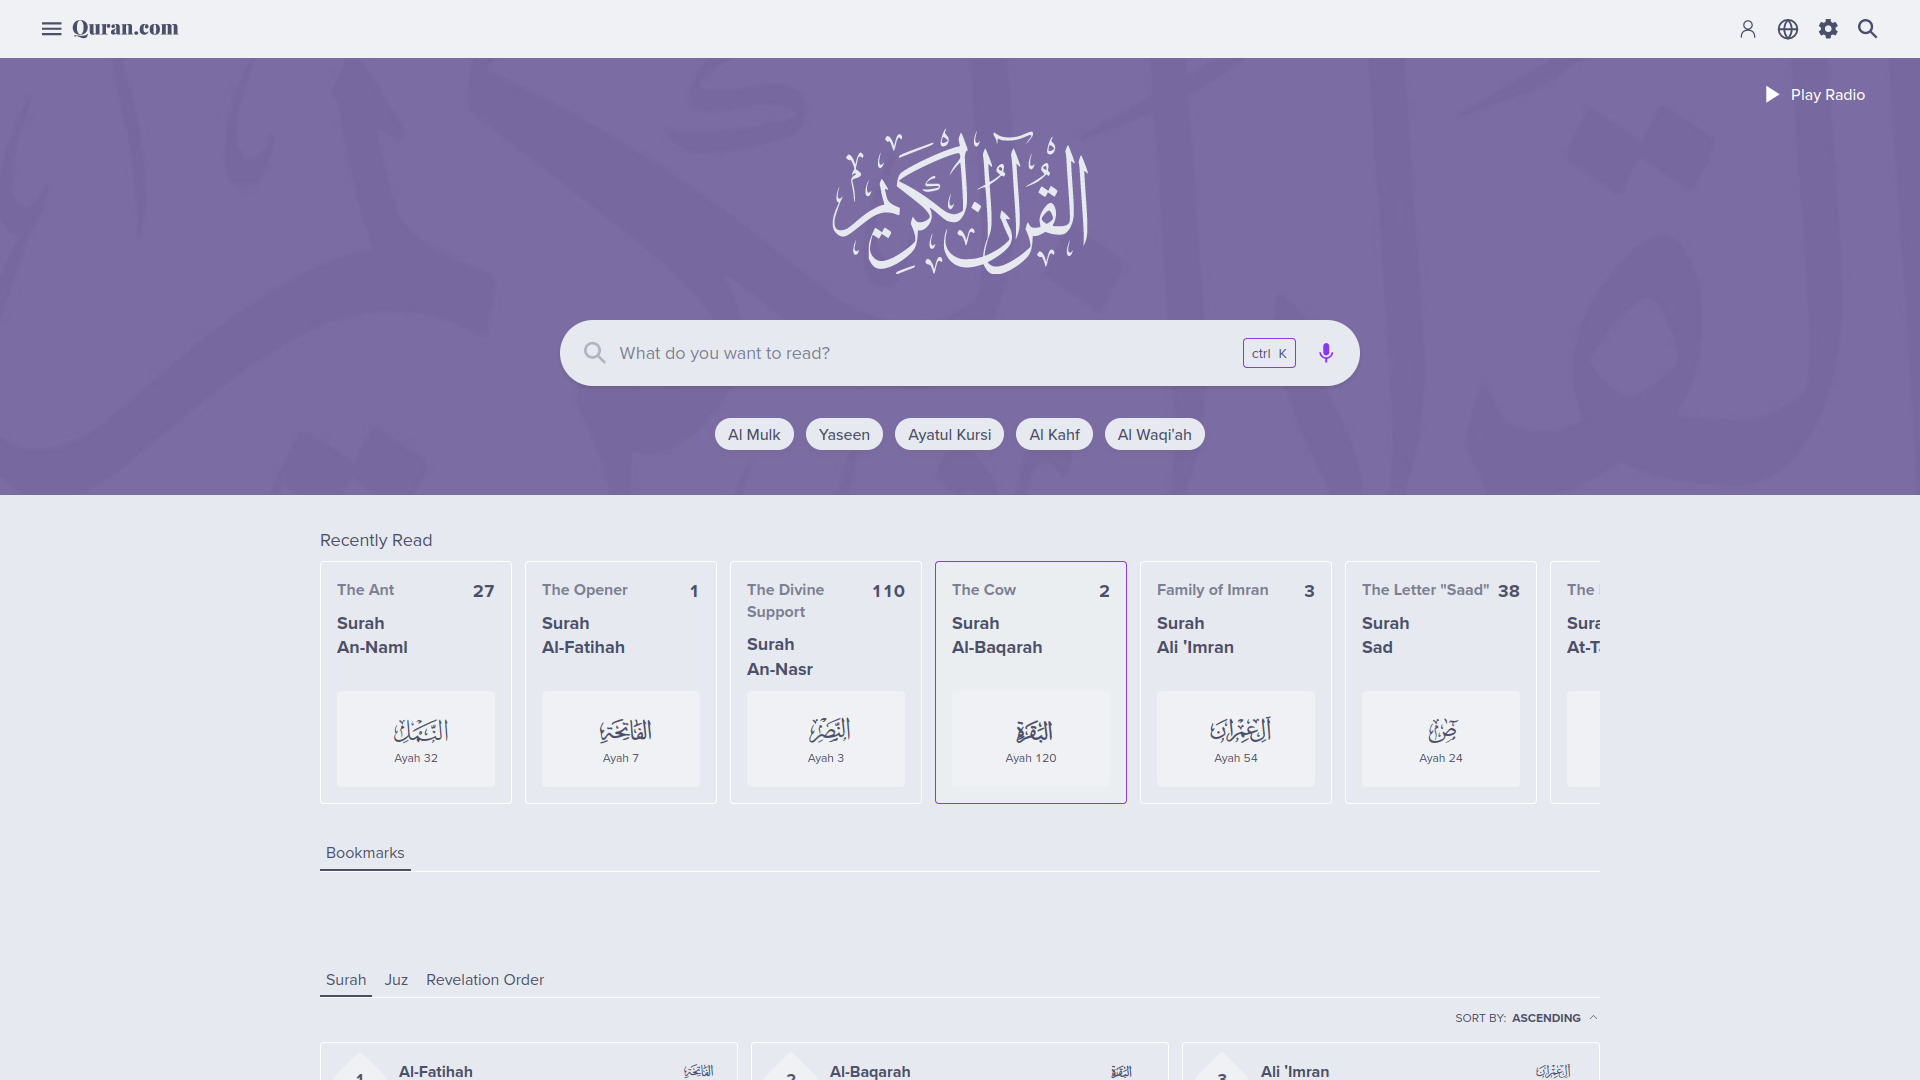 Quran.com
Play Radio
القرآن الكريم
What do you want to read?
ctrl K
Al Mulk
Yaseen
Ayatul Kursi
Al Kahf
Al Waqi'ah
Recently Read
The Ant 27
Surah
An-Naml
النمل
Ayah 32
The Opener 1
Surah
Al-Fatihah
الفاتحة
Ayah 7
The Divine 110
Support
Surah
An-Nasr
النصر
Ayah 3
The Cow 2
Surah
Al-Baqarah
البقرة
Ayah 120
Family of Imran 3
Surah
Ali 'Imran
آل عمران
Ayah 54
The Letter "Saad" 38
Surah
Sad
ص
Ayah 24
The
Bookmarks
Surah
Juz
Revelation Order
SORT BY: ASCENDING
1 Al-Fatihah الفاتحة
2 Al-Baqarah البقرة
3 Ali 'Imran آل عمران